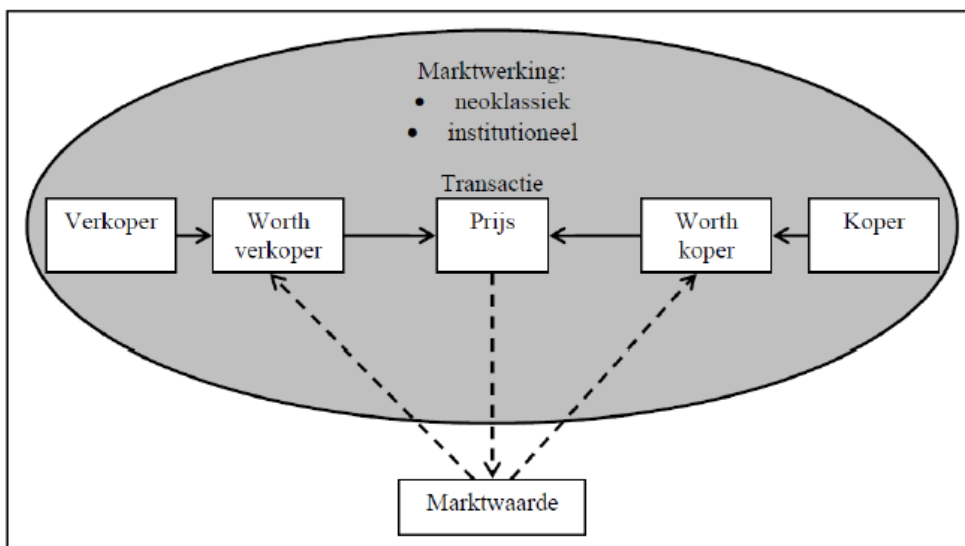 Marktwerking:
• neoklassiek
• institutioneel
Transactie
Verkoper
Worth
verkoper
Prijs
Worth
koper
Koper
Marktwaarde